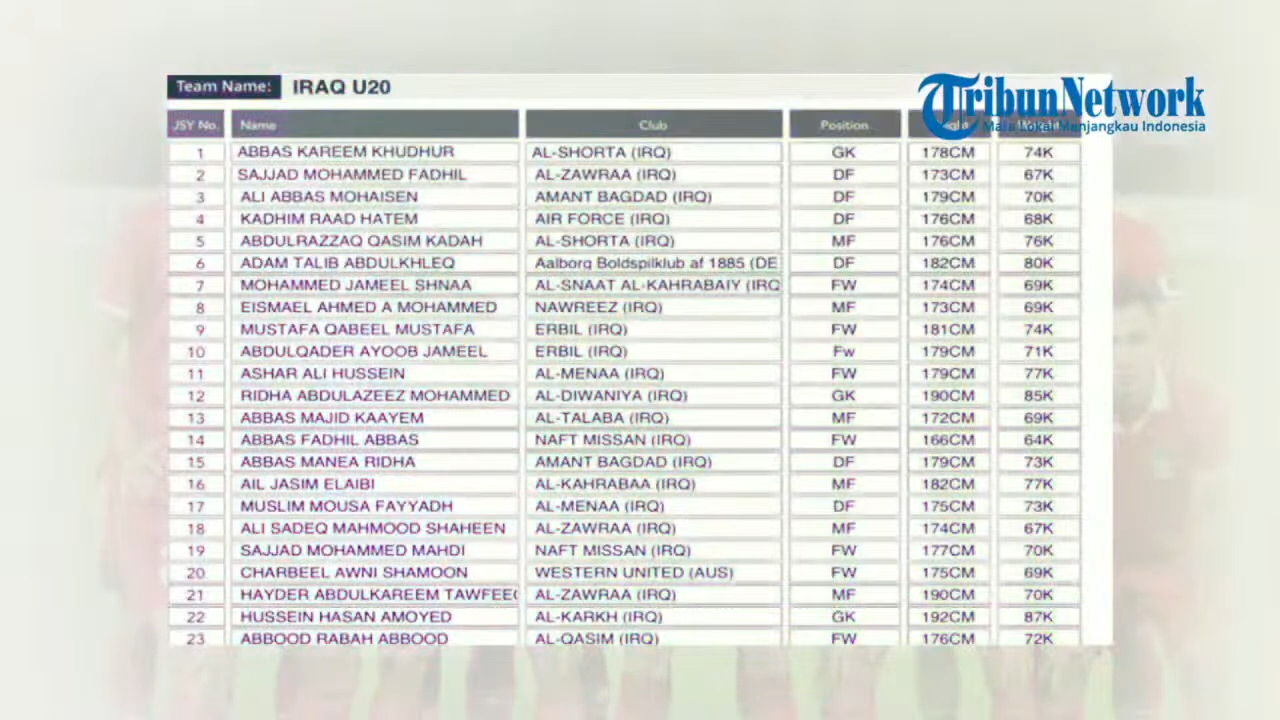 Team Name: IRAQ U20
TribunNetwork
Mata Lokal Menjangkau Indonesia
JSY No. Name Club Position
1 ABBAS KAREEM KHUDHUR AL-SHORTA (IRQ) GK 178CM 74K
2 SAJJAD MOHAMMED FADHIL AL-ZAWRAA (IRQ) DF 173CM 67K
3 ALI ABBAS MOHAISEN AMANT BAGDAD (IRQ) DF 179CM 70K
4 KADHIM RAAD HATEM AIR FORCE (IRQ) DF 176CM 68K
5 ABDULRAZZAQ QASIM KADAH AL-SHORTA (IRQ) MF 176CM 76K
6 ADAM TALIB ABDULKHLEQ Aalborg Boldspilklub af 1885 (DE DF 182CM 80K
7 MOHAMMED JAMEEL SHNAA AL-SNAAT AL-KAHRABAIY (IRQ FW 174CM 69K
8 EISMAEL AHMED A MOHAMMED NAWREEZ (IRQ) MF 173CM 69K
9 MUSTAFA QABEEL MUSTAFA ERBIL (IRQ) FW 181CM 74K
10 ABDULQADER AYOOB JAMEEL ERBIL (IRQ) Fw 179CM 71K
11 ASHAR ALI HUSSEIN AL-MENAA (IRQ) FW 179CM 77K
12 RIDHA ABDULAZEEZ MOHAMMED AL-DIWANIYA (IRQ) GK 190CM 85K
13 ABBAS MAJID KAAYEM AL-TALABA (IRQ) MF 172CM 69K
14 ABBAS FADHIL ABBAS NAFT MISSAN (IRQ) FW 166CM 64K
15 ABBAS MANEA RIDHA AMANT BAGDAD (IRQ) DF 179CM 73K
16 AIL JASIM ELAIBI AL-KAHRABAA (IRQ) MF 182CM 77K
17 MUSLIM MOUSA FAYYADH AL-MENAA (IRQ) DF 175CM 73K
18 ALI SADEQ MAHMOOD SHAHEEN AL-ZAWRAA (IRQ) MF 174CM 67K
19 SAJJAD MOHAMMED MAHDI NAFT MISSAN (IRQ) FW 177CM 70K
20 CHARBEEL AWNI SHAMOON WESTERN UNITED (AUS) FW 175CM 69K
21 HAYDER ABDULKAREEM TAWFEE AL-ZAWRAA (IRQ) MF 190CM 70K
22 HUSSEIN HASAN AMOYED AL-KARKH (IRQ) GK 192CM 87K
23 ABBOOD RABAH ABBOOD AL-QASIM (IRQ) FW 176CM 72K